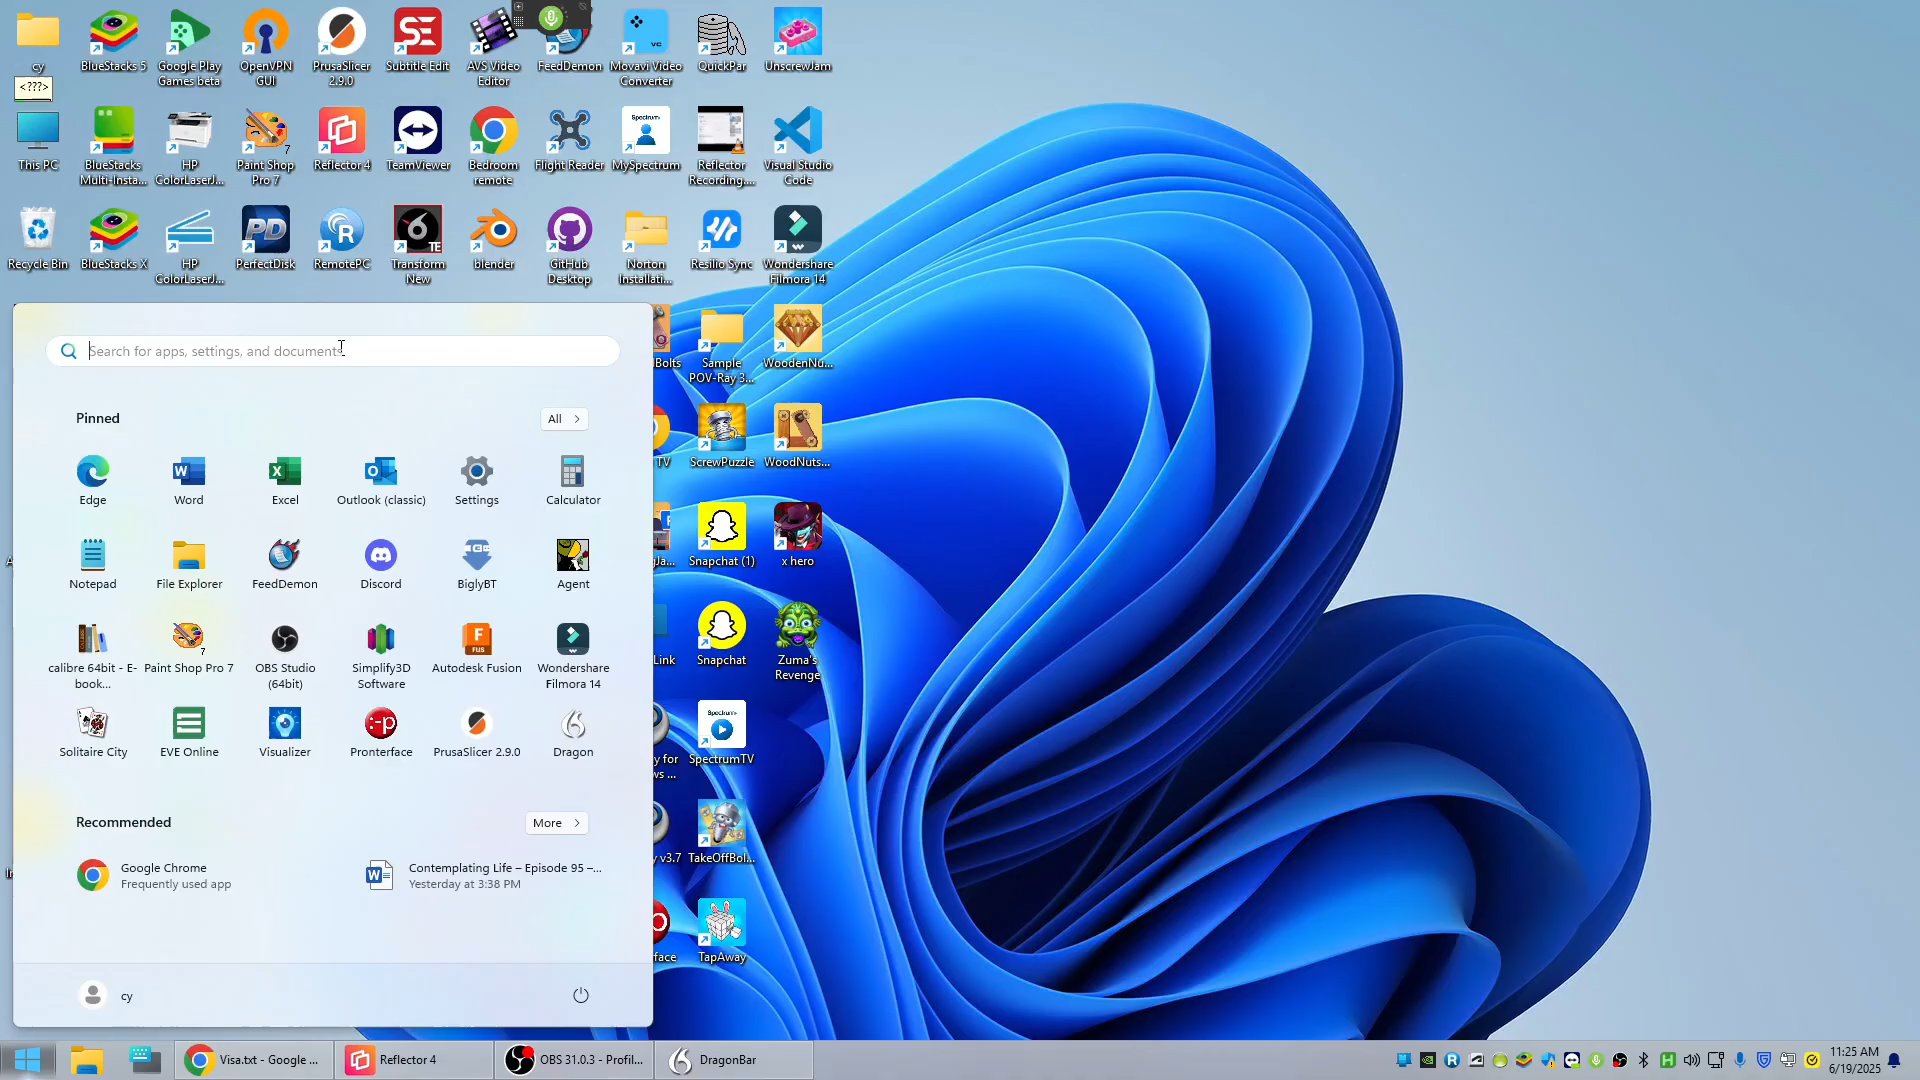 cy
BlueStacks 5
Google Play
Games beta
OpenVPN
GUI
PrusaSlicer
2.9.0
Subtitle Edit
AVS Video
Editor
FeedDemon
Movavi Video
Converter
QuickPar
UnscrewJam
<???>
This PC
BlueStacks
Multi-Insta...
HP
ColorLaserJ...
Paint Shop
Pro 7
Reflector 4
TeamViewer
Bedroom
remote
Flight Reader
MySpectrum
Reflector
Recording....
Visual Studio
Code
Recycle Bin
BlueStacks X
HP
ColorLaserJ...
PerfectDisk
RemotePC
Transform
New
blender
GitHub
Desktop
Norton
Installati...
Resilio Sync
Wondershare
Filmora 14
Search for apps, settings, and documents
Pinned
All
Edge
Word
Excel
Outlook (classic)
Settings
Calculator
Notepad
File Explorer
FeedDemon
Discord
BiglyBT
Agent
calibre 64bit - E-
book...
Paint Shop Pro 7
OBS Studio
(64bit)
Simplify3D
Software
Autodesk Fusion
Wondershare
Filmora 14
Solitaire City
EVE Online
Visualizer
Pronterface
PrusaSlicer 2.9.0
Dragon
Recommended
More
Google Chrome
Frequently used app
Contemplating Life – Episode 95 –...
Yesterday at 3:38 PM
cy
Bolts
Sample
POV-Ray 3...
WoodenNu...
TV
ScrewPuzzle
WoodNuts...
Snapchat (1)
x hero
Link
Snapchat
Zuma's
Revenge
y for
ws ...
SpectrumTV
y v3.7
TakeOffBol...
face
TapAway
Visa.txt - Google ...
Reflector 4
OBS 31.0.3 - Profil...
DragonBar
11:25 AM
6/19/2025